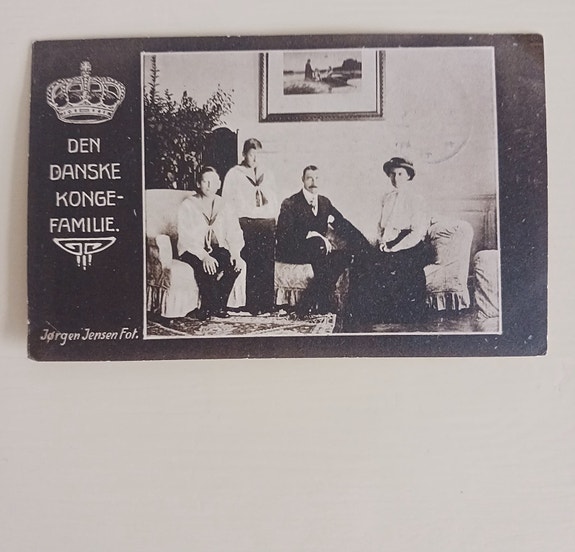 DEN
DANSKE
KONGE-
FAMILIE.
Jørgen Jensen Fot.